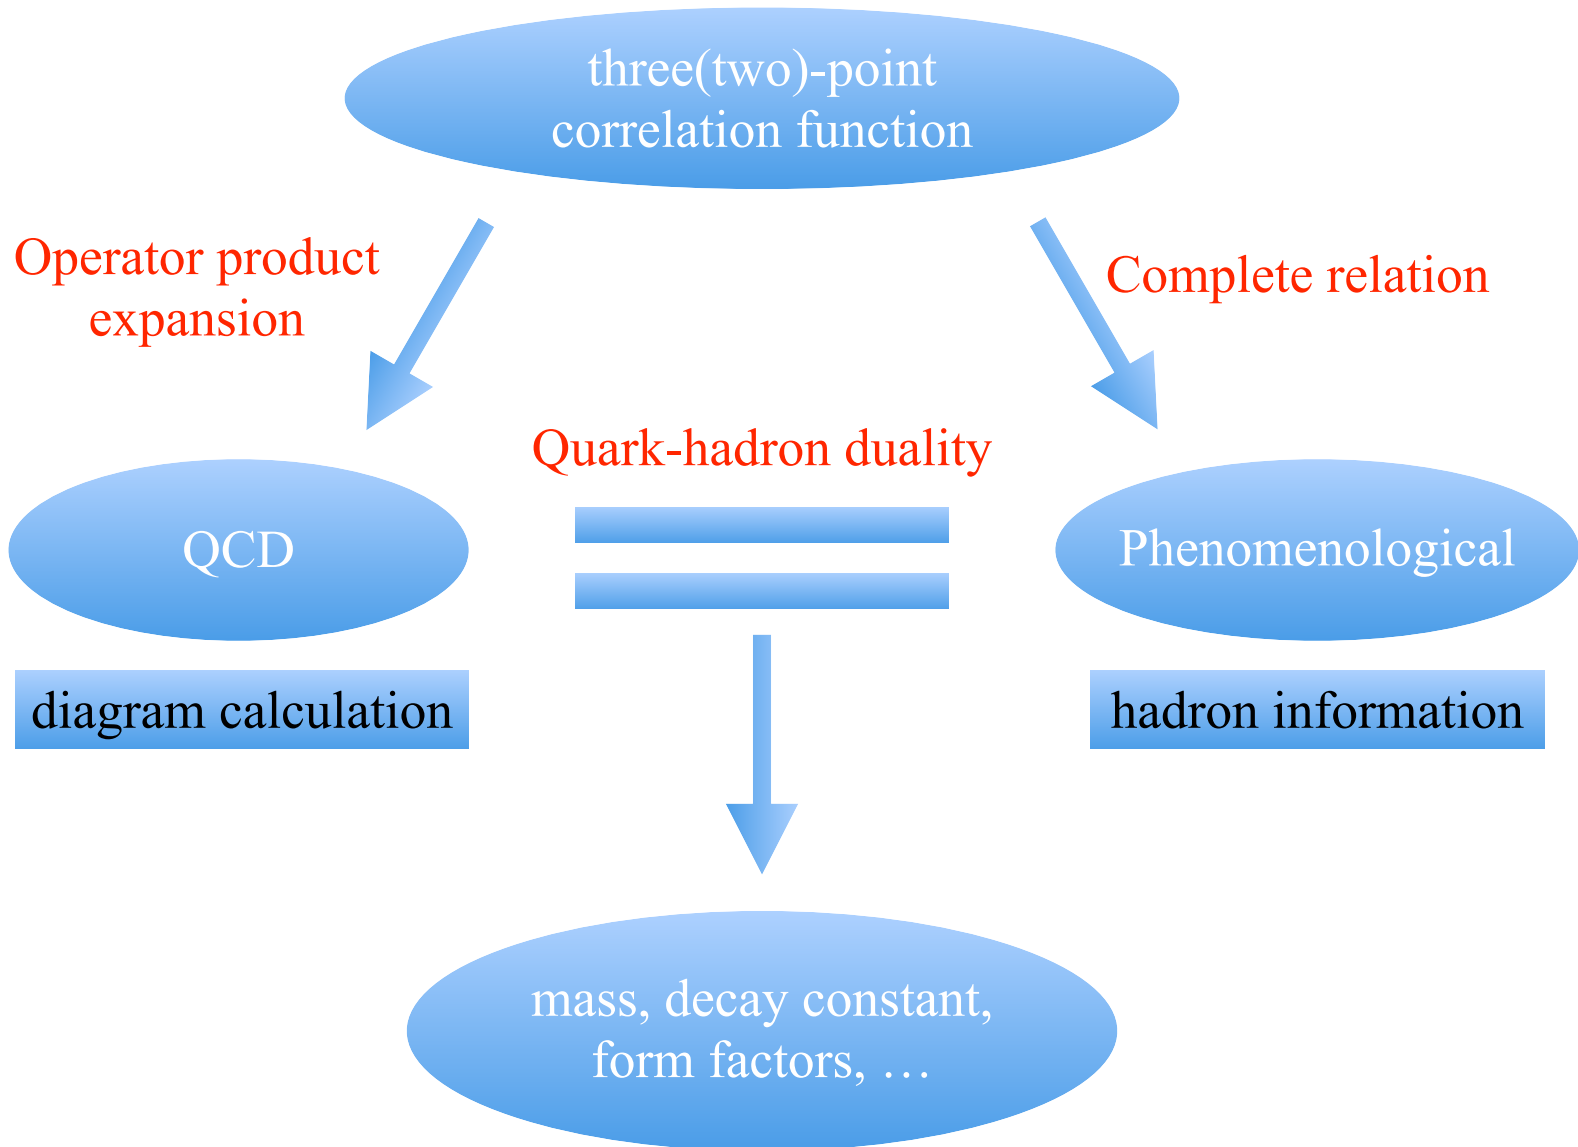 three(two)-point
correlation function
Operator product
expansion
Complete relation
Quark-hadron duality
QCD
Phenomenological
diagram calculation
hadron information
mass, decay constant,
form factors, …